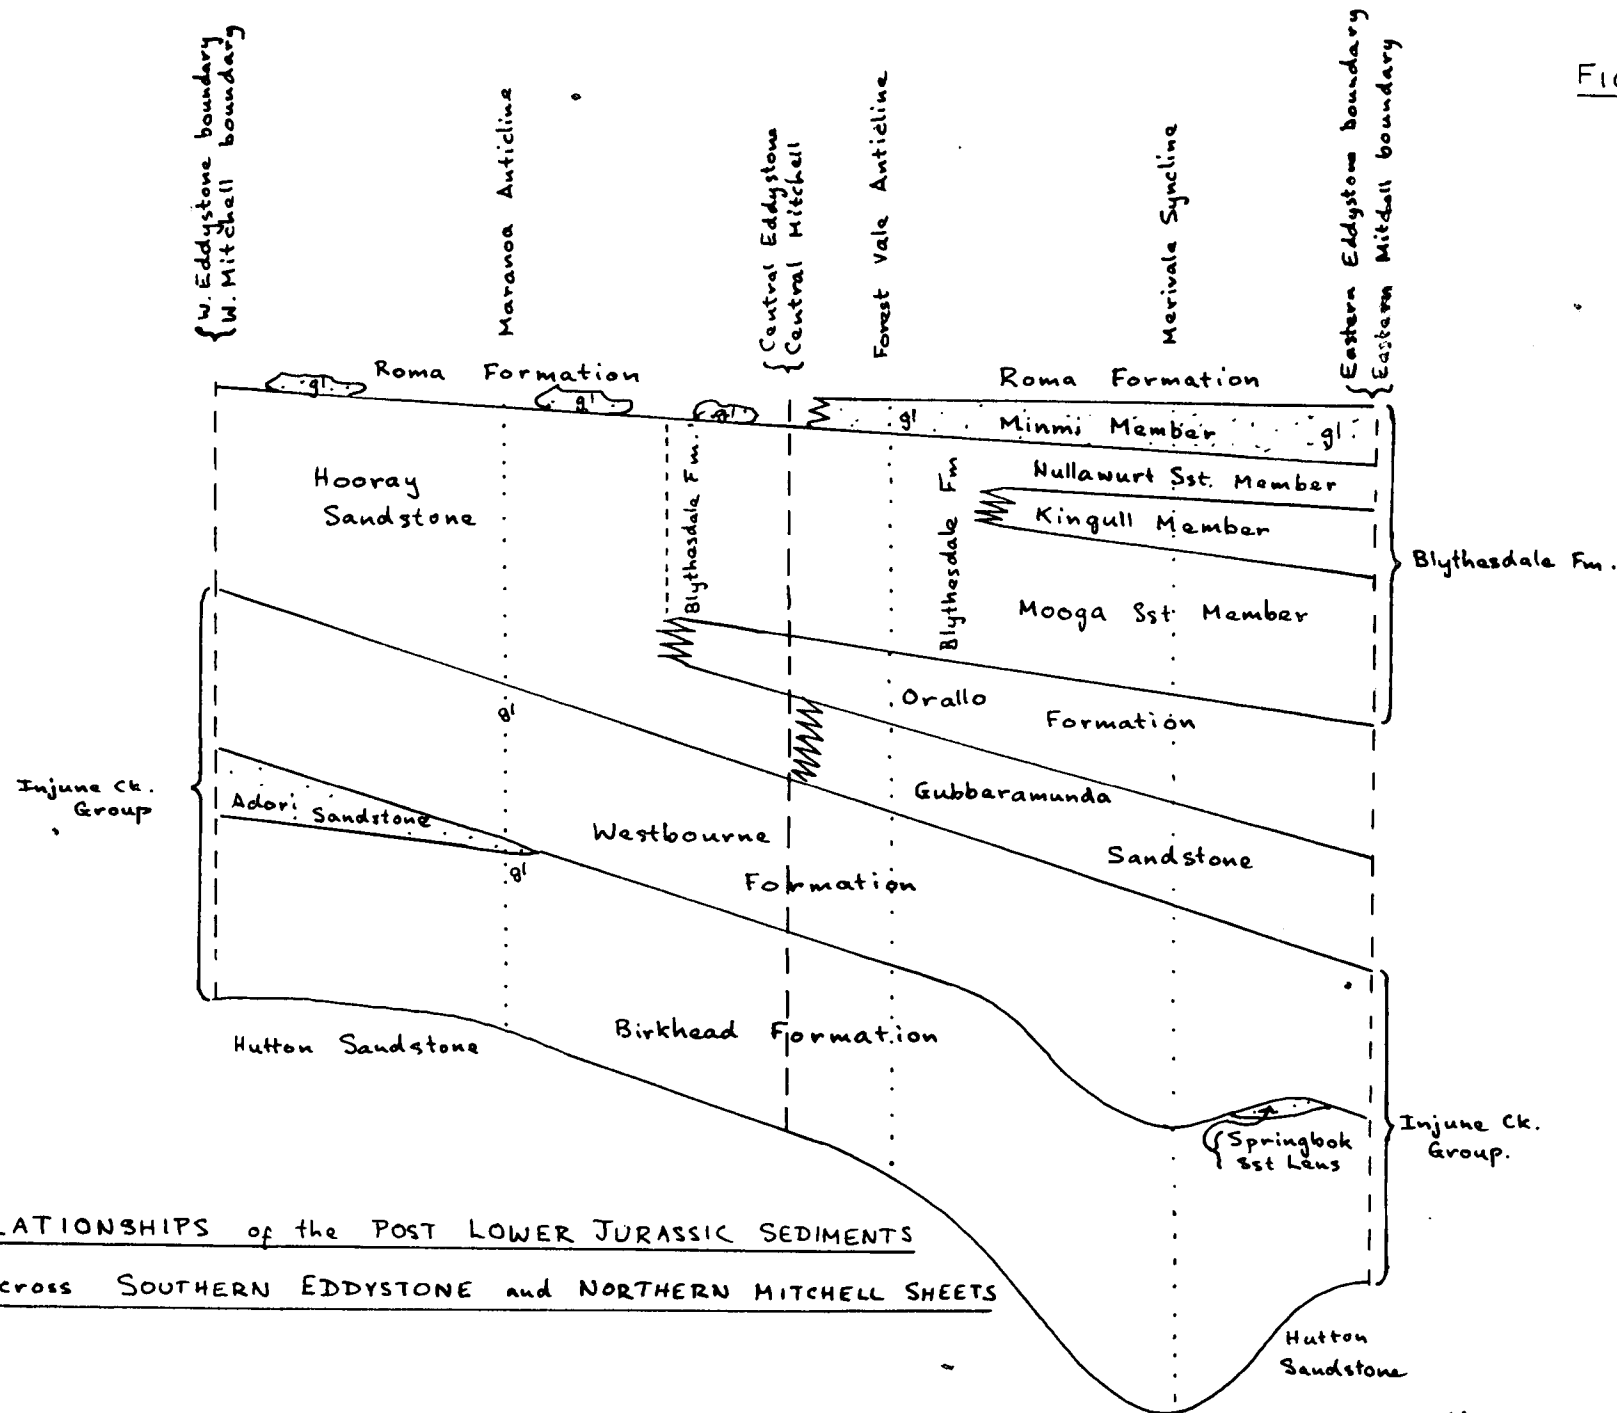 FIG
W. Eddystone boundary
W. Mitchell boundary
Maranoa Anticline
Central Eddystone
Central Mitchell
Forest Vale Anticline
Merivale Syncline
Eastern Eddystone boundary
Eastern Mitchell boundary
Roma Formation
Roma Formation
gl
gl
gl
gl
Minmi Member
gl
Hooray
Sandstone
Blythesdale Fm.
Blythesdale Fm
Nullawurt Sst. Member
Kingull Member
Mooga Sst Member
Blythesdale Fm.
Orallo
Formation
gl
Injune Ck.
Group
Adori
Sandstone
gl
Westbourne
Formation
Gubbaramunda
Sandstone
Hutton Sandstone
Birkhead Formation
Springbok
Sst Lens
Injune Ck.
Group.
LATIONSHIPS of the POST LOWER JURASSIC SEDIMENTS
cross SOUTHERN EDDYSTONE and NORTHERN MITCHELL SHEETS
Hutton
Sandstone